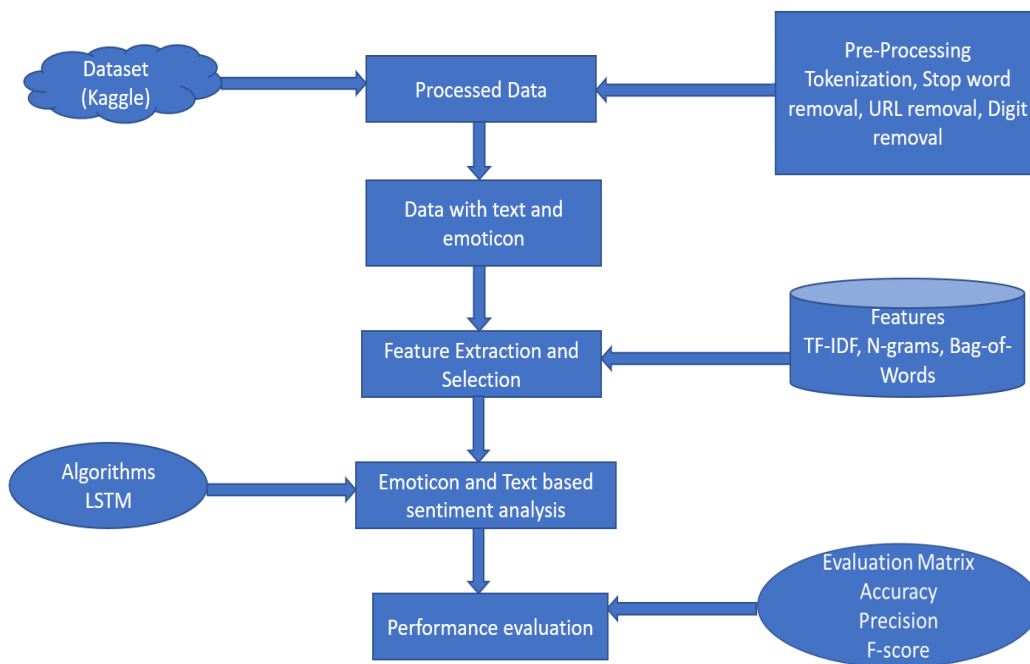 Dataset
(Kaggle)
Processed Data
Pre-Processing
Tokenization, Stop word
removal, URL removal, Digit
removal
Data with text and
emoticon
Feature Extraction and
Selection
Features
TF-IDF, N-grams, Bag-of-
Words
Algorithms
LSTM
Emoticon and Text based
sentiment analysis
Performance evaluation
Evaluation Matrix
Accuracy
Precision
F-score